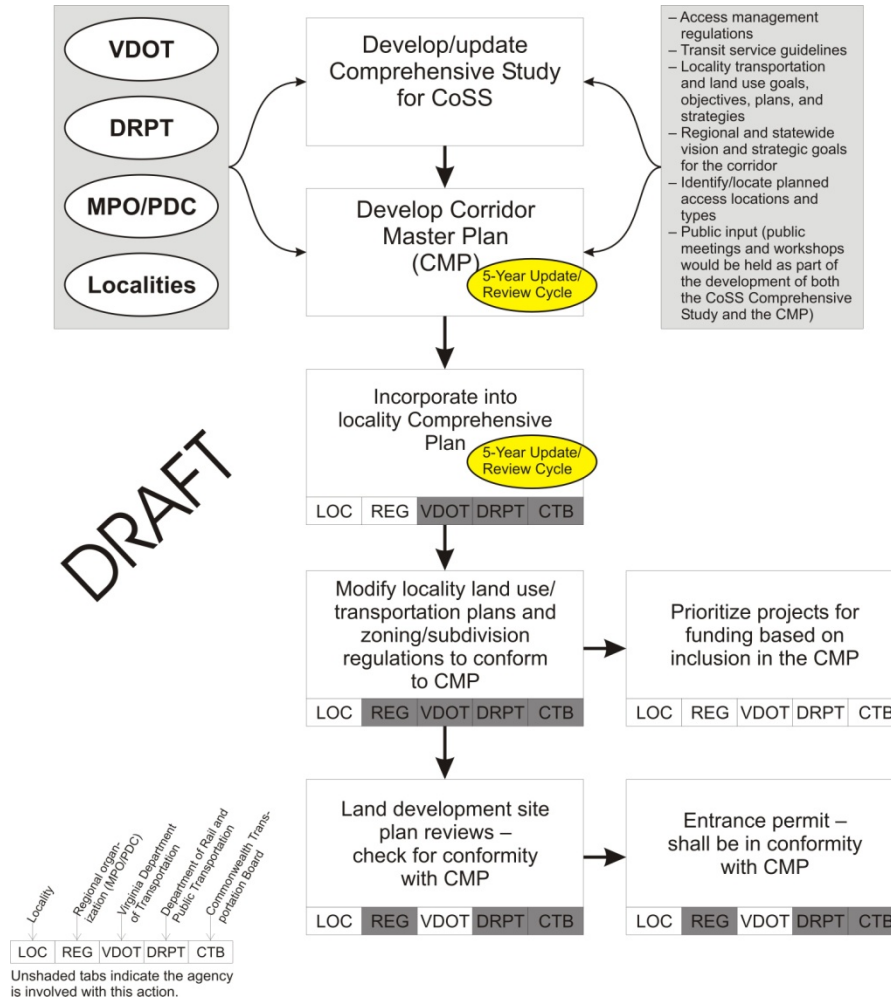 VDOT
DRPT
MPO/PDC
Localities
Develop/update
Comprehensive Study
for CoSS
– Access management
regulations
– Transit service guidelines
– Locality transportation
and land use goals,
objectives, plans, and
strategies
– Regional and statewide
vision and strategic goals
for the corridor
– Identify/locate planned
access locations and
types
– Public input (public
meetings and workshops
would be held as part of
the development of both
the CoSS Comprehensive
Study and the CMP)
Develop Corridor
Master Plan
(CMP)
5-Year Update/
Review Cycle
Incorporate into
locality Comprehensive
Plan
5-Year Update/
Review Cycle
LOC REG VDOT DRPT CTB
DRAFT
Modify locality land use/
transportation plans and
zoning/subdivision
regulations to conform
to CMP
LOC REG VDOT DRPT CTB
Prioritize projects for
funding based on
inclusion in the CMP
LOC REG VDOT DRPT CTB
Land development site
plan reviews –
check for conformity
with CMP
LOC REG VDOT DRPT CTB
Entrance permit –
shall be in conformity
with CMP
LOC REG VDOT DRPT CTB
Locality
Regional organ-
ization (MPO/PDC)
Virginia Department
of Transportation
Department of Rail and
Public Transportation
Commonwealth Trans-
portation Board
LOC REG VDOT DRPT CTB
Unshaded tabs indicate the agency
is involved with this action.